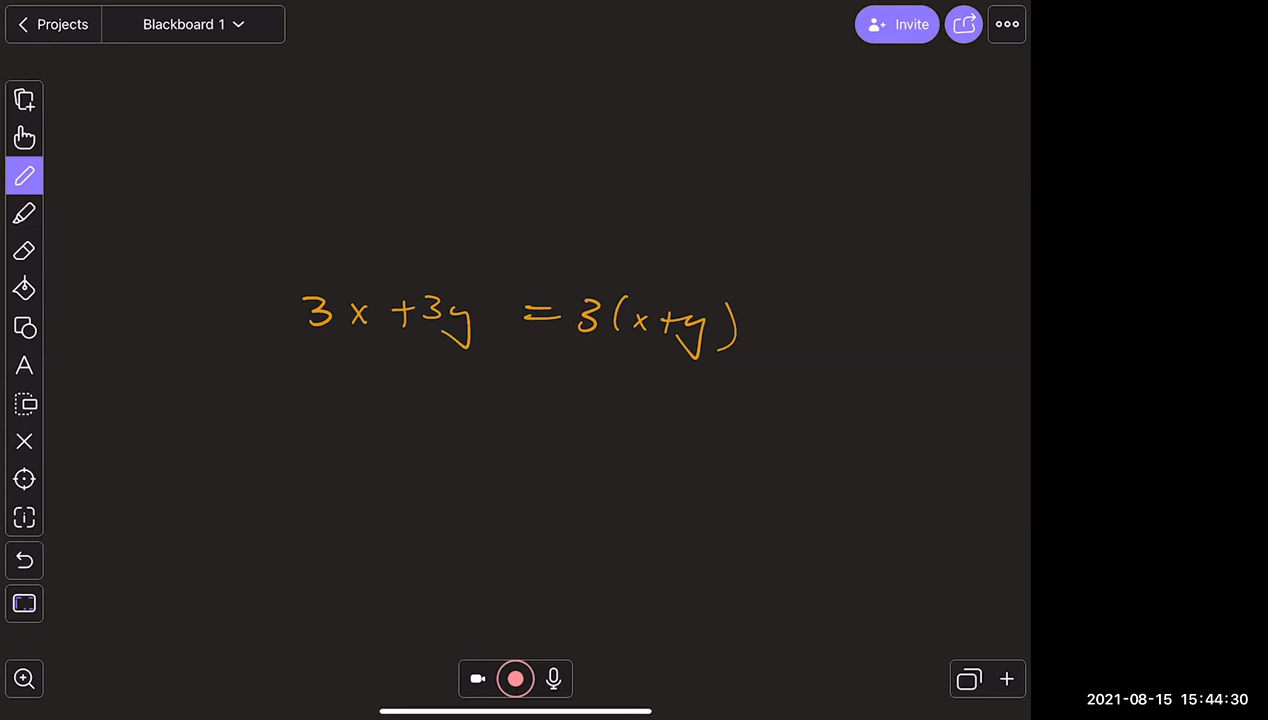 Projects
Blackboard 1
Invite
A
3x + 3y = 3(x+y)
2021-08-15 15:44:30